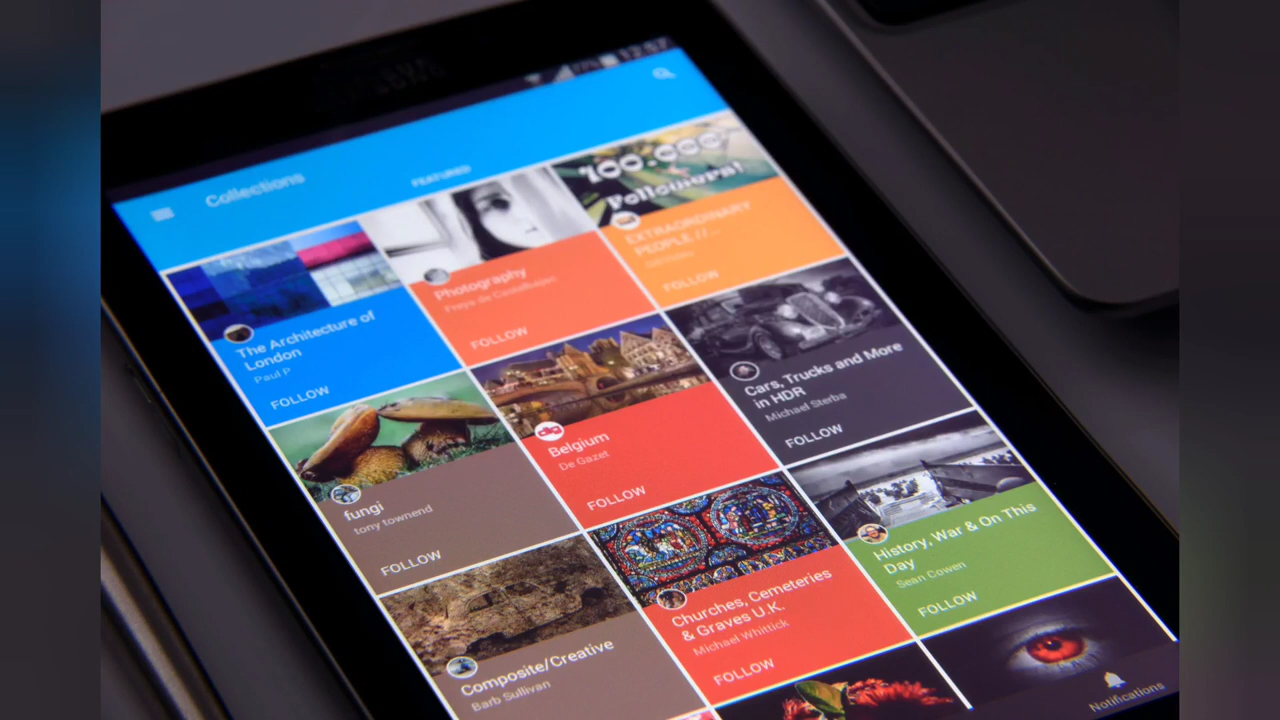 12:57
Collections
FEATURED
100.000
Followers!
The Architecture of
London
Paul P
FOLLOW
Photography
FOLLOW
EXTRAORDINARY
PEOPLE //...
FOLLOW
fungi
tony townend
FOLLOW
Belgium
De Gazet
FOLLOW
Cars, Trucks and More
in HDR
Michael Sterba
FOLLOW
Composite/Creative
Barb Sullivan
Churches, Cemeteries
& Graves U.K.
Michael Whittick
FOLLOW
History, War & On This
Day
Sean Cowen
FOLLOW
Notifications